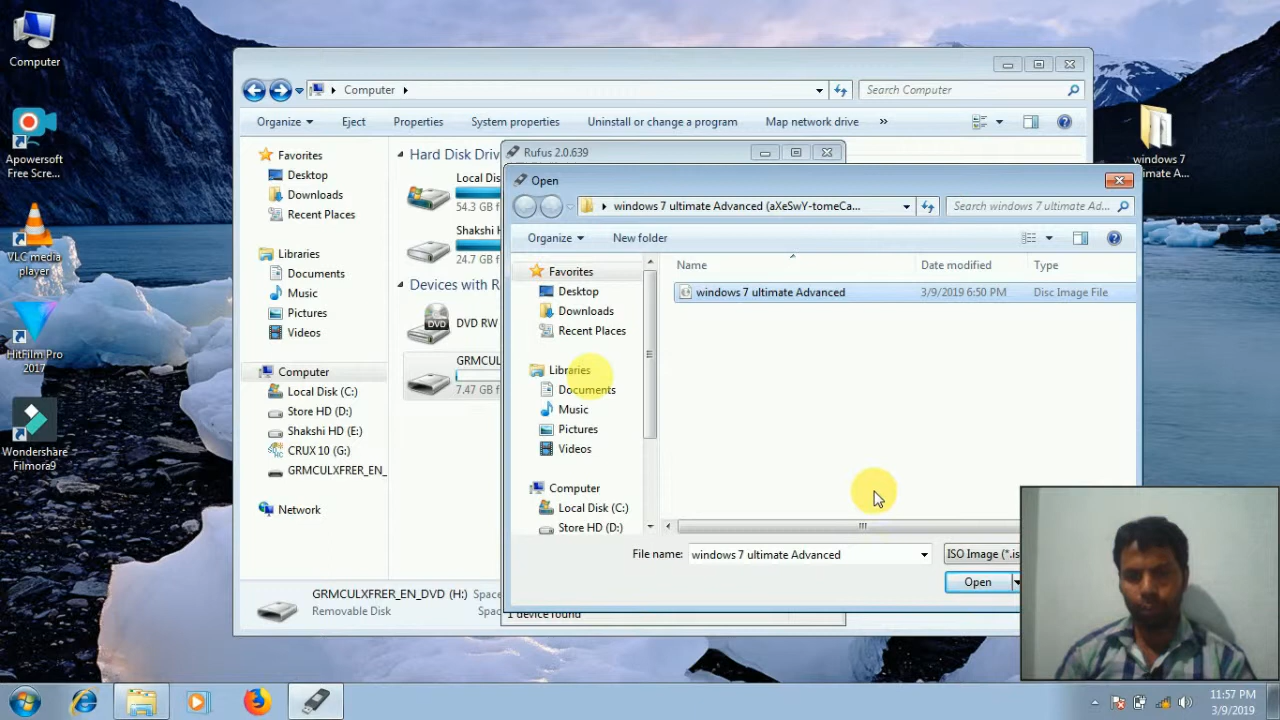 Computer
Apowersoft
Free Scre...
VLC media
player
HitFilm Pro
2017
Wondershare
Filmora9
windows 7
ultimate A...
Computer
Search Computer
Organize
Eject
Properties
System properties
Uninstall or change a program
Map network drive
»
Favorites
Desktop
Downloads
Recent Places
Libraries
Documents
Music
Pictures
Videos
Computer
Local Disk (C:)
Store HD (D:)
Shakshi HD (E:)
CRUX 10 (G:)
GRMCULXFRER_EN_
Network
Hard Disk Driv
Local Dis
54.3 GB f
Shakshi H
24.7 GB f
Devices with R
DVD
DVD RW
GRMCUL
7.47 GB f
GRMCULXFRER_EN_DVD (H:)
Space
Removable Disk
Spac
Rufus 2.0.639
1 device found
Open
windows 7 ultimate Advanced (aXeSwY-tomeCa...
Search windows 7 ultimate Ad...
Organize
New folder
Favorites
Desktop
Downloads
Recent Places
Libraries
Documents
Music
Pictures
Videos
Computer
Local Disk (C:)
Store HD (D:)
Name
Date modified
Type
windows 7 ultimate Advanced
3/9/2019 6:50 PM
Disc Image File
File name:
windows 7 ultimate Advanced
ISO Image (*.is
Open
11:57 PM
3/9/2019